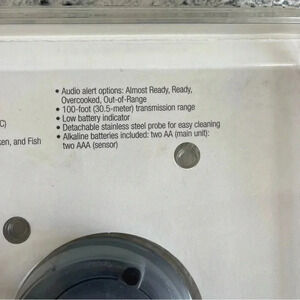 • Audio alert options: Almost Ready, Ready,
Overcooked, Out-of-Range
• 100-foot (30.5-meter) transmission range
• Low battery indicator
• Detachable stainless steel probe for easy cleaning
• Alkaline batteries included: two AA (main unit):
two AAA (sensor)
C)
ken, and Fish